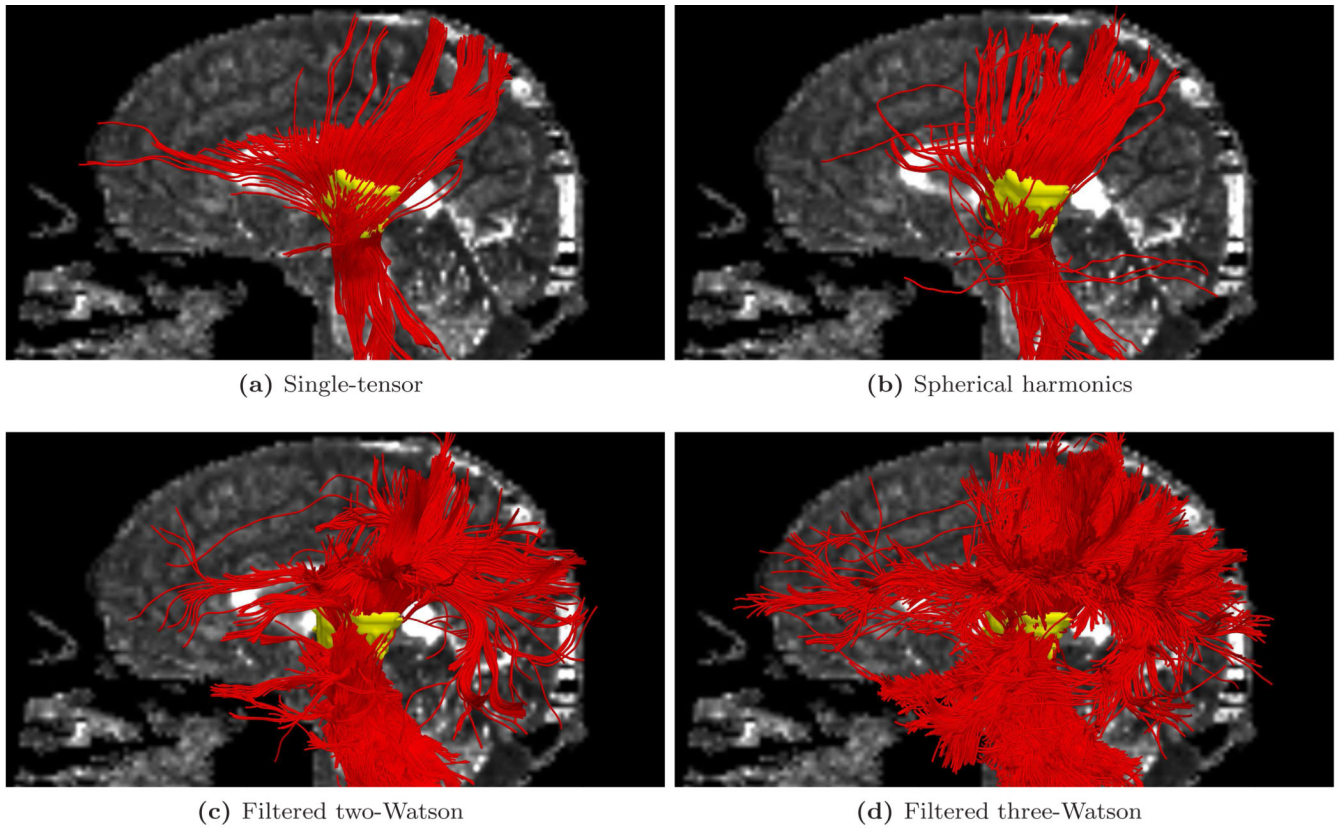 (a) Single-tensor
(b) Spherical harmonics
(c) Filtered two-Watson
(d) Filtered three-Watson